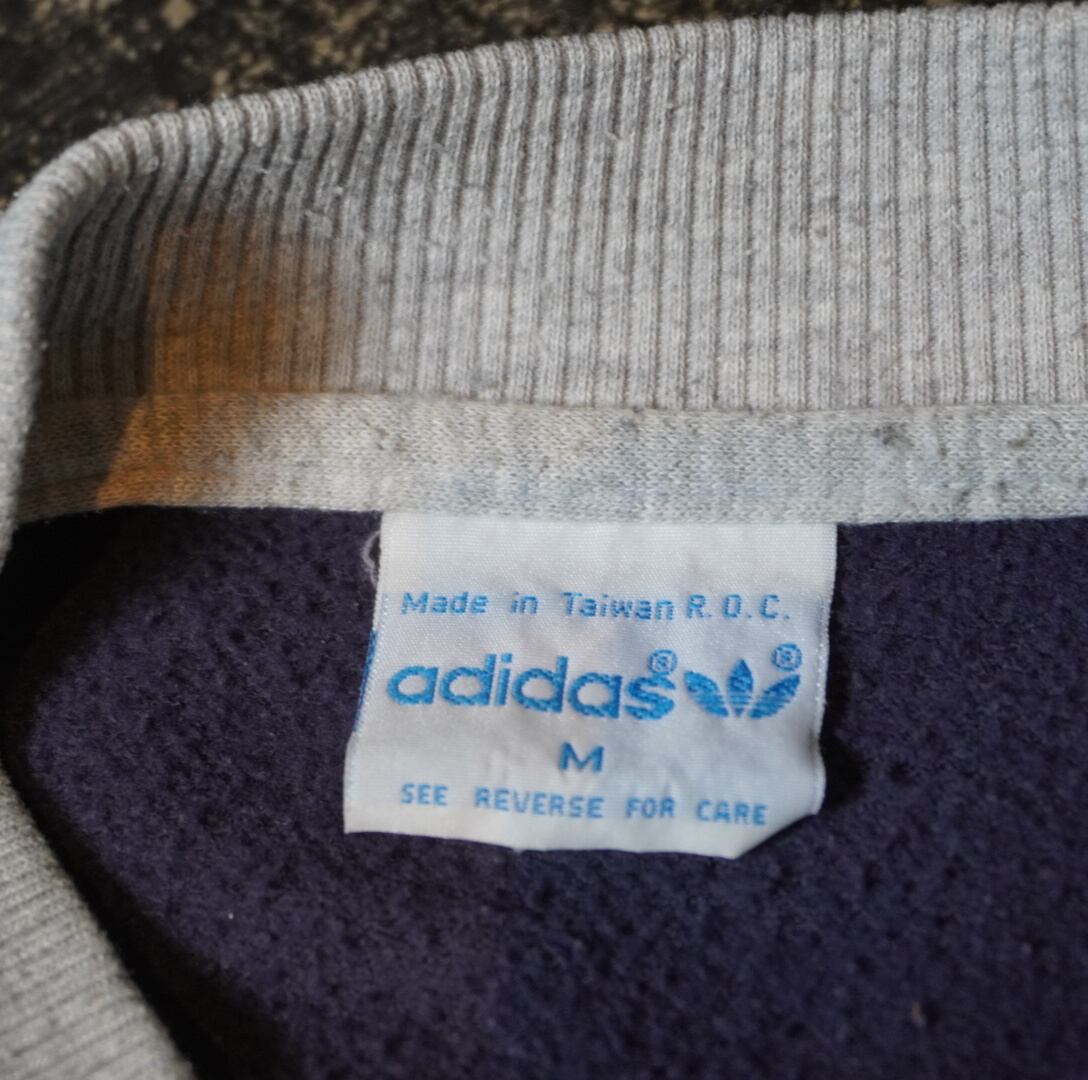 Made in Taiwan R.O.C.
adidas® ®
M
SEE REVERSE FOR CARE